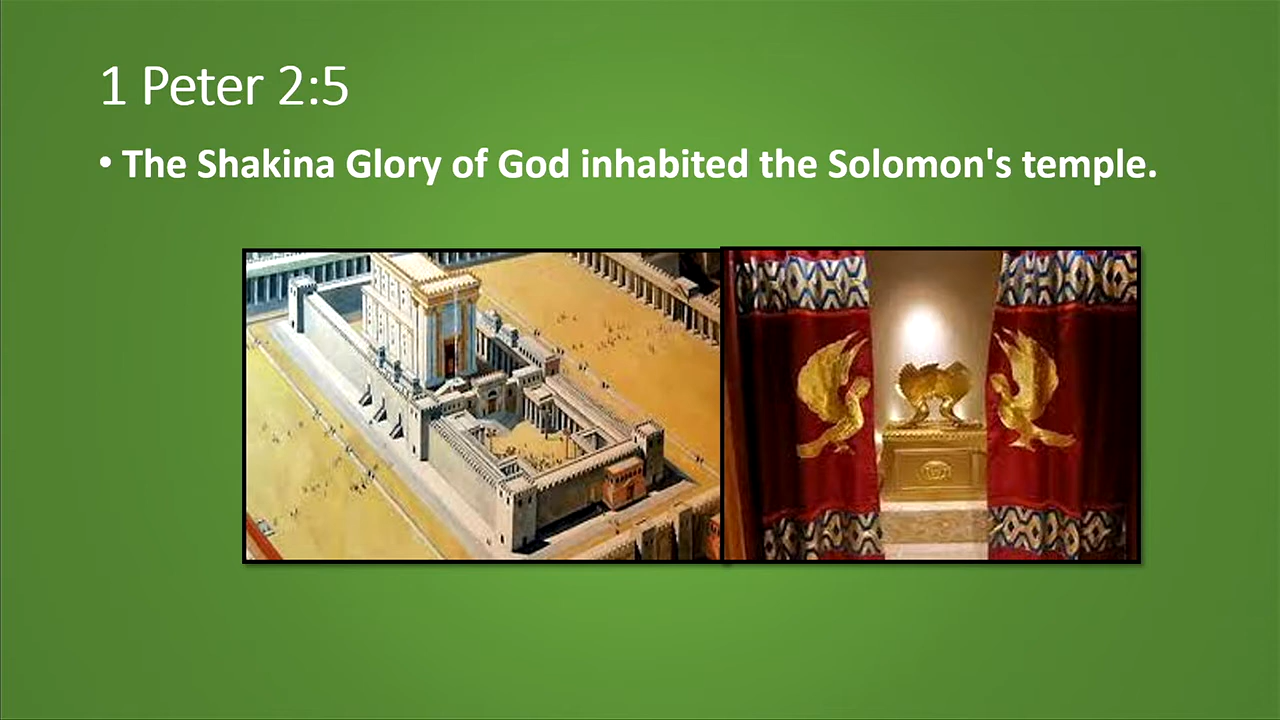 1 Peter 2:5
• The Shakina Glory of God inhabited the Solomon's temple.